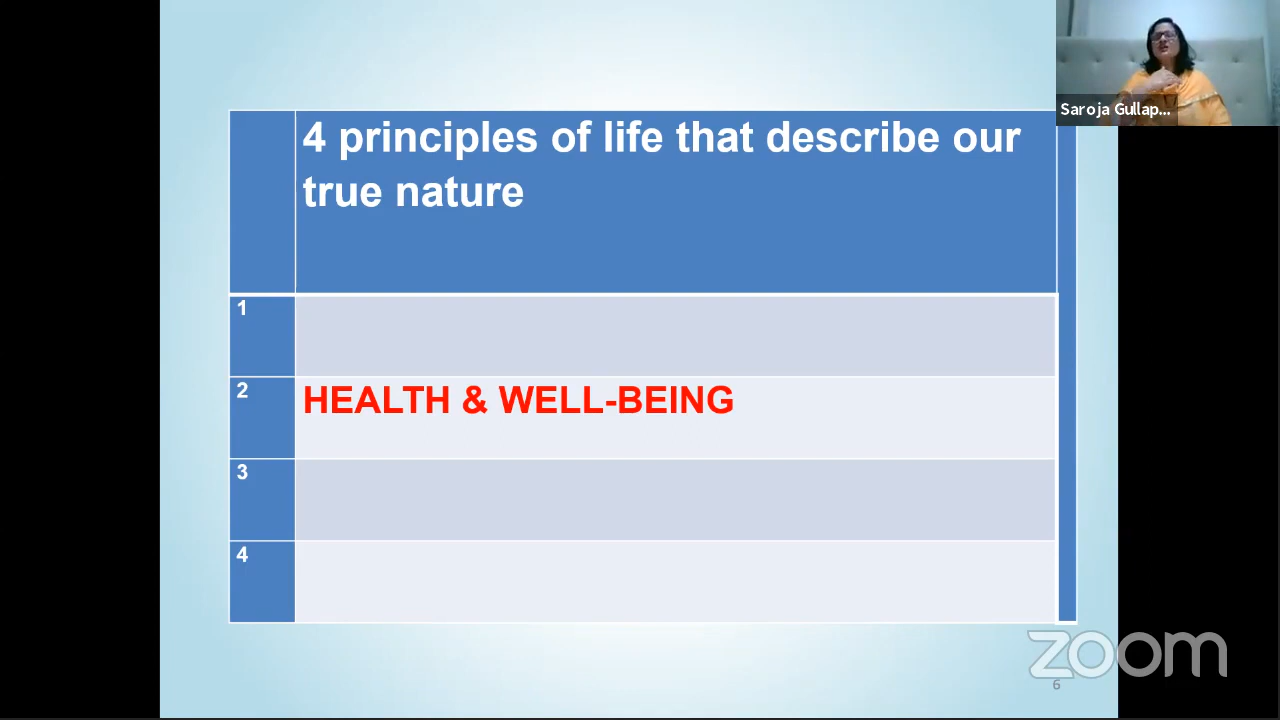 Saroja Gullap...
4 principles of life that describe our
true nature
1
2
HEALTH & WELL-BEING
3
4
zoom
6